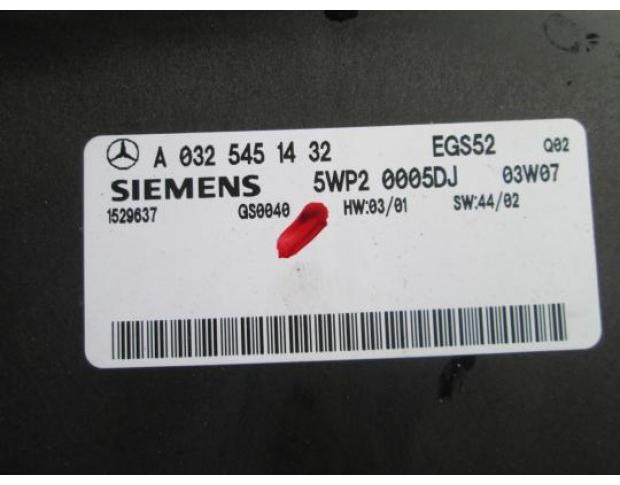 A 032 545 14 32 EGS52 Q02
SIEMENS 5WP2 0005DJ 03W07
1529637 GS0040 HW:03/01 SW:44/02